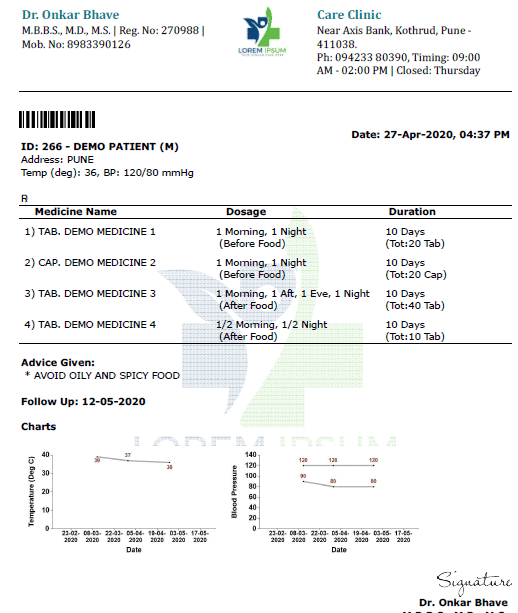 Dr. Onkar Bhave
M.B.B.S., M.D., M.S. | Reg. No: 270988 |
Mob. No: 8983390126
LOREM IPSUM
Care Clinic
Near Axis Bank, Kothrud, Pune -
411038.
Ph: 094233 80390, Timing: 09:00
AM - 02:00 PM | Closed: Thursday
Date: 27-Apr-2020, 04:37 PM
ID: 266 - DEMO PATIENT (M)
Address: PUNE
Temp (deg): 36, BP: 120/80 mmHg
R
Medicine Name Dosage Duration
1) TAB. DEMO MEDICINE 1 1 Morning, 1 Night 10 Days
(Before Food) (Tot:20 Tab)
2) CAP. DEMO MEDICINE 2 1 Morning, 1 Night 10 Days
(Before Food) (Tot:20 Cap)
3) TAB. DEMO MEDICINE 3 1 Morning, 1 Aft, 1 Eve, 1 Night 10 Days
(After Food) (Tot:40 Tab)
4) TAB. DEMO MEDICINE 4 1/2 Morning, 1/2 Night 10 Days
(After Food) (Tot:10 Tab)
Advice Given:
* AVOID OILY AND SPICY FOOD
Follow Up: 12-05-2020
Charts
LOREM IPSUM
Temperature (Deg C)
40
30
20
10
0
39 37 36
23-02-2020 08-03-2020 22-03-2020 05-04-2020 19-04-2020 03-05-2020 17-05-2020
Date
Blood Pressure
140
120
100
80
60
40
20
0
120 120 120
90 80 80
23-02-2020 08-03-2020 22-03-2020 05-04-2020 19-04-2020 03-05-2020 17-05-2020
Date
Signature
Dr. Onkar Bhave